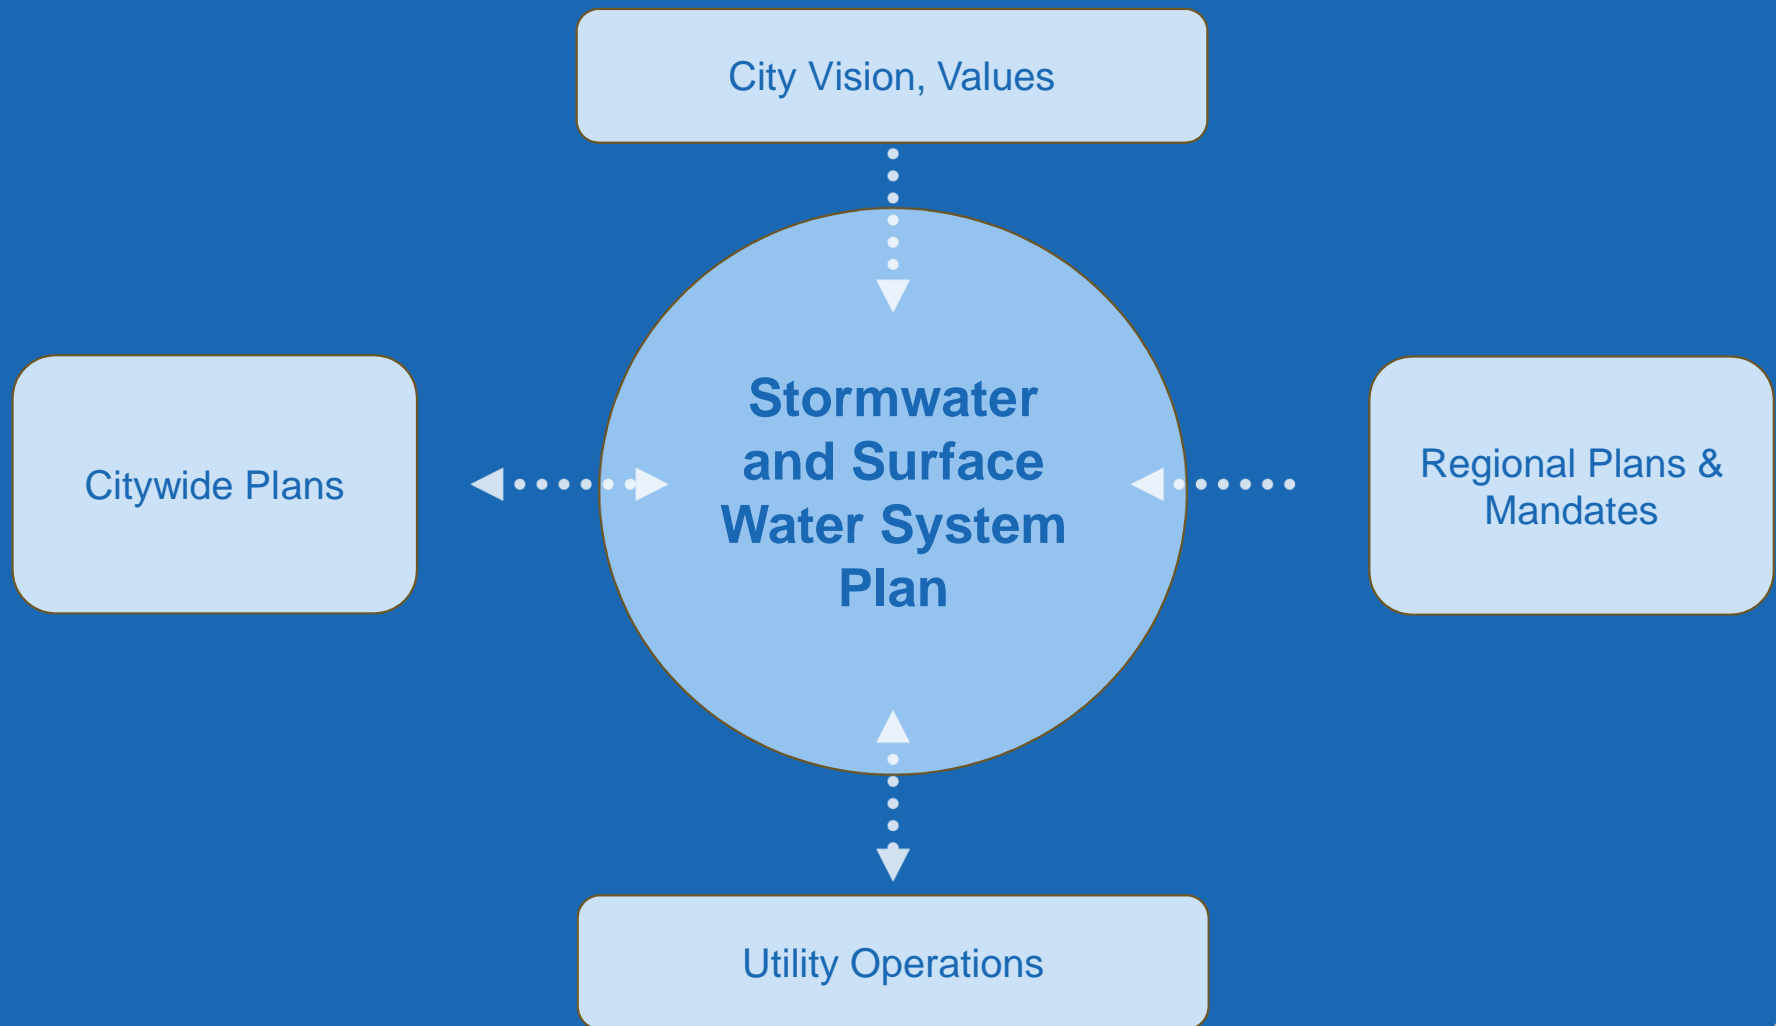 City Vision, Values
Citywide Plans
Stormwater
and Surface
Water System
Plan
Regional Plans &
Mandates
Utility Operations